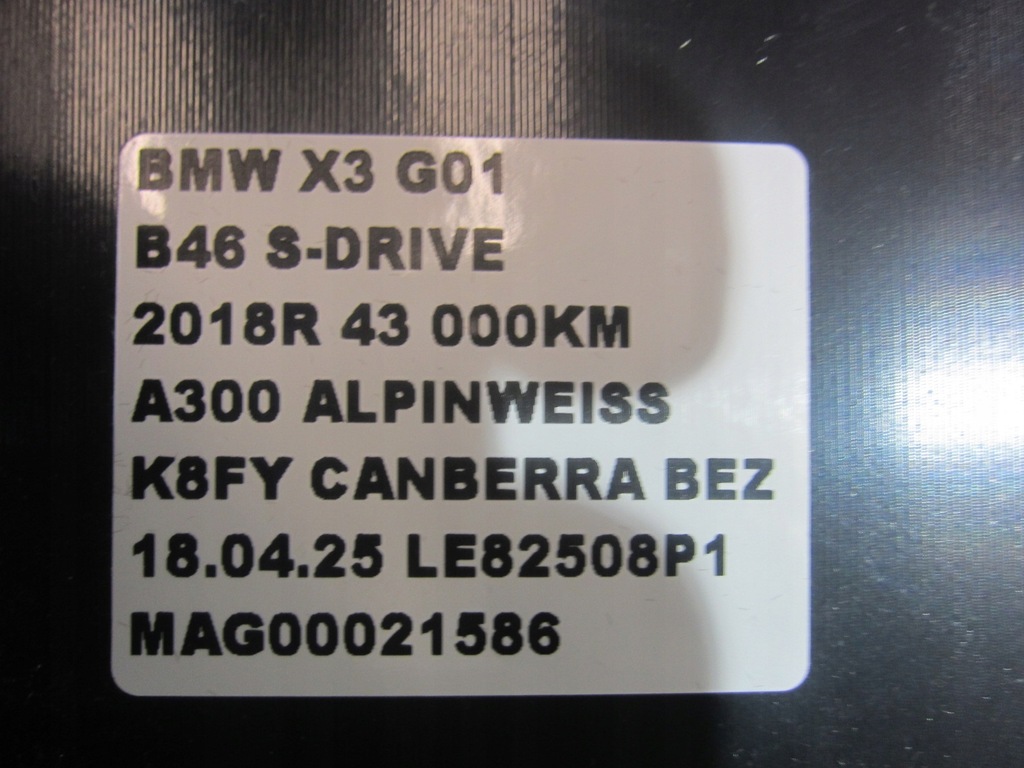 BMW X3 G01
B46 S-DRIVE
2018R 43 000KM
A300 ALPINWEISS
K8FY CANBERRA BEZ
18.04.25 LE82508P1
MAG00021586